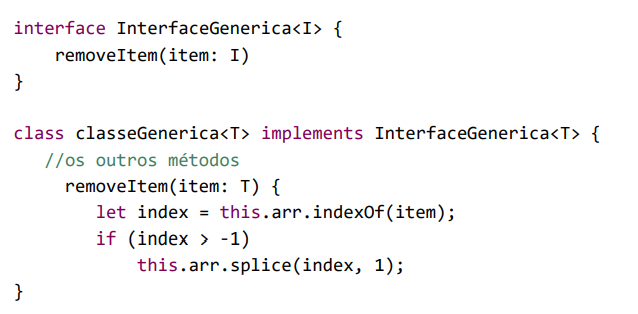 interface InterfaceGenerica<I> {
    removeItem(item: I)
}

class classeGenerica<T> implements InterfaceGenerica<T> {
   //os outros métodos
     removeItem(item: T) {
        let index = this.arr.indexOf(item);
        if (index > -1)
            this.arr.splice(index, 1);
}